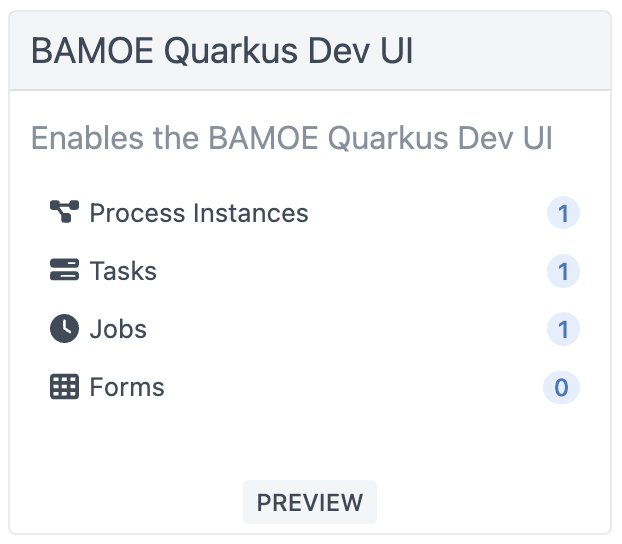 BAMOE Quarkus Dev UI
Enables the BAMOE Quarkus Dev UI
Process Instances 1
Tasks 1
Jobs 1
Forms 0
PREVIEW